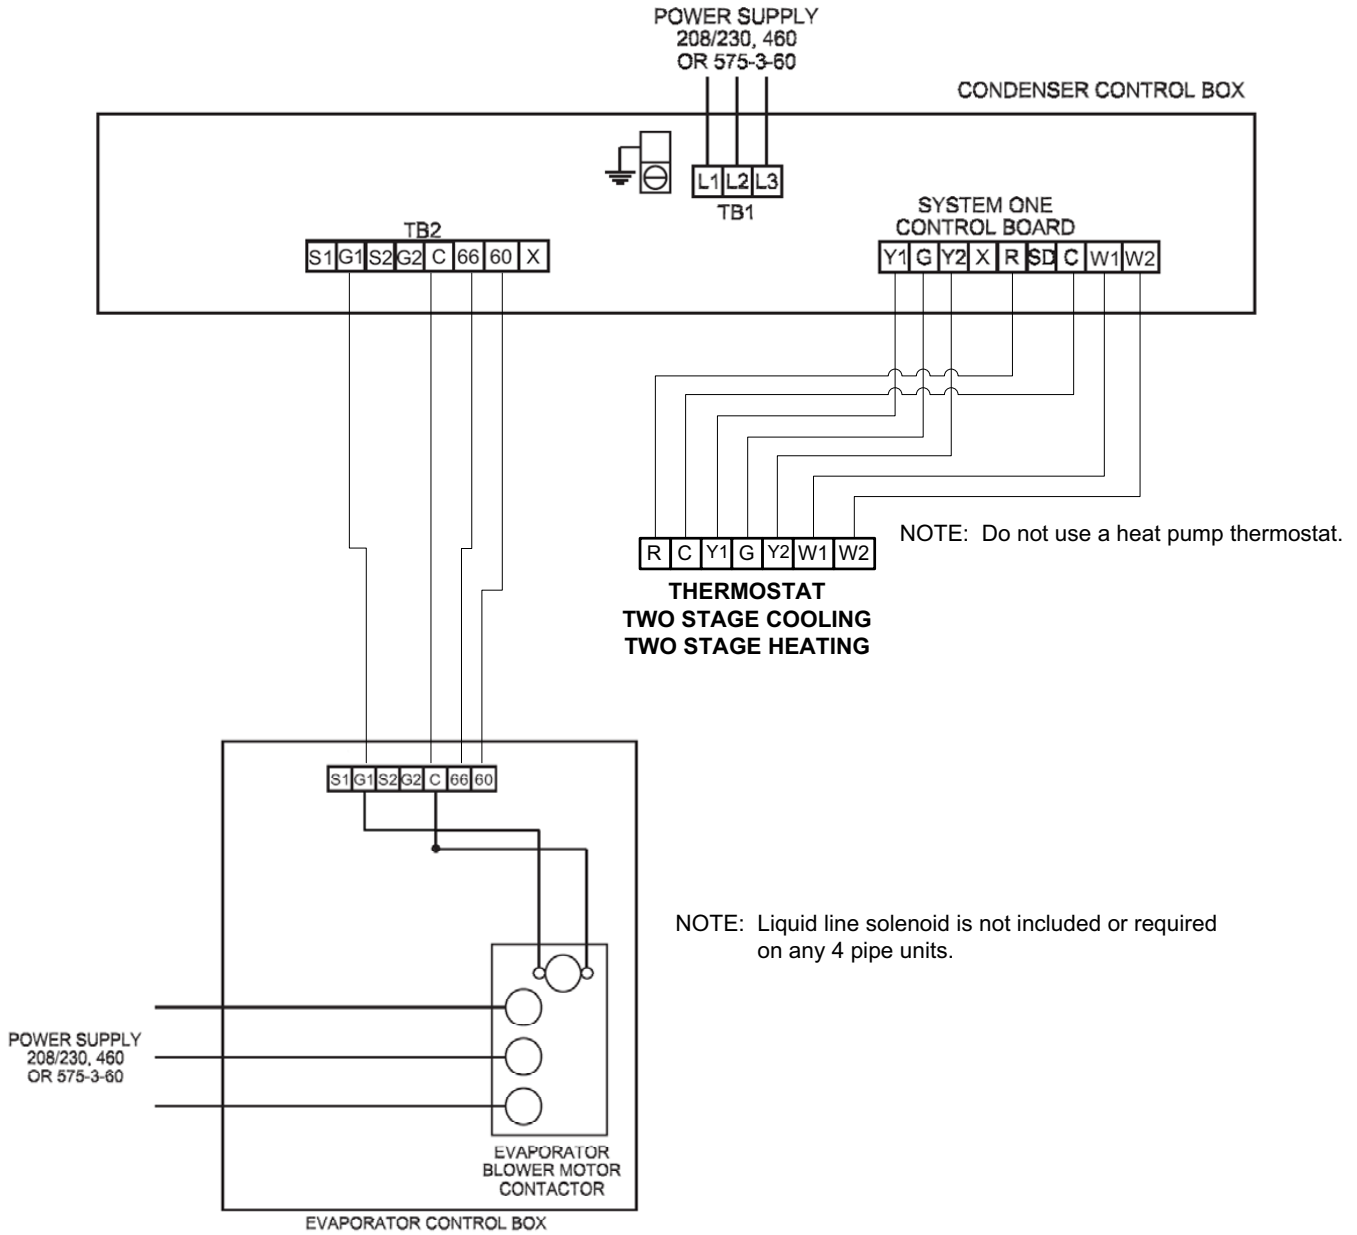 POWER SUPPLY
208/230, 460
OR 575-3-60
CONDENSER CONTROL BOX
L1 L2 L3
TB1
SYSTEM ONE
CONTROL BOARD
TB2
S1 G1 S2 G2 C 66 60 X
Y1 G Y2 X R SD C W1 W2
NOTE: Do not use a heat pump thermostat.
R C Y1 G Y2 W1 W2
THERMOSTAT
TWO STAGE COOLING
TWO STAGE HEATING
S1 G1 S2 G2 C 66 60
NOTE: Liquid line solenoid is not included or required
on any 4 pipe units.
POWER SUPPLY
208/230, 460
OR 575-3-60
EVAPORATOR
BLOWER MOTOR
CONTACTOR
EVAPORATOR CONTROL BOX